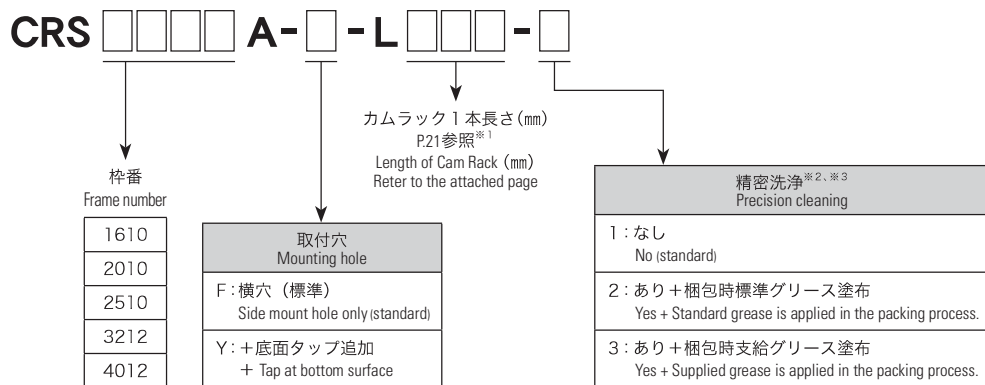 CRS □□□□ A-□-L□□□-□
カムラック1本長さ(㎜)
P.21参照※1
Length of Cam Rack (㎜)
Reter to the attached page
枠番
Frame number
1610
2010
2510
3212
4012
取付穴
Mounting hole
F:横穴(標準)
Side mount hole only (standard)
Y:+底面タップ追加
+ Tap at bottom surface
精密洗浄※2、※3
Precision cleaning
1:なし
No (standard)
2:あり+梱包時標準グリース塗布
Yes + Standard grease is applied in the packing process.
3:あり+梱包時支給グリース塗布
Yes + Supplied grease is applied in the packing process.